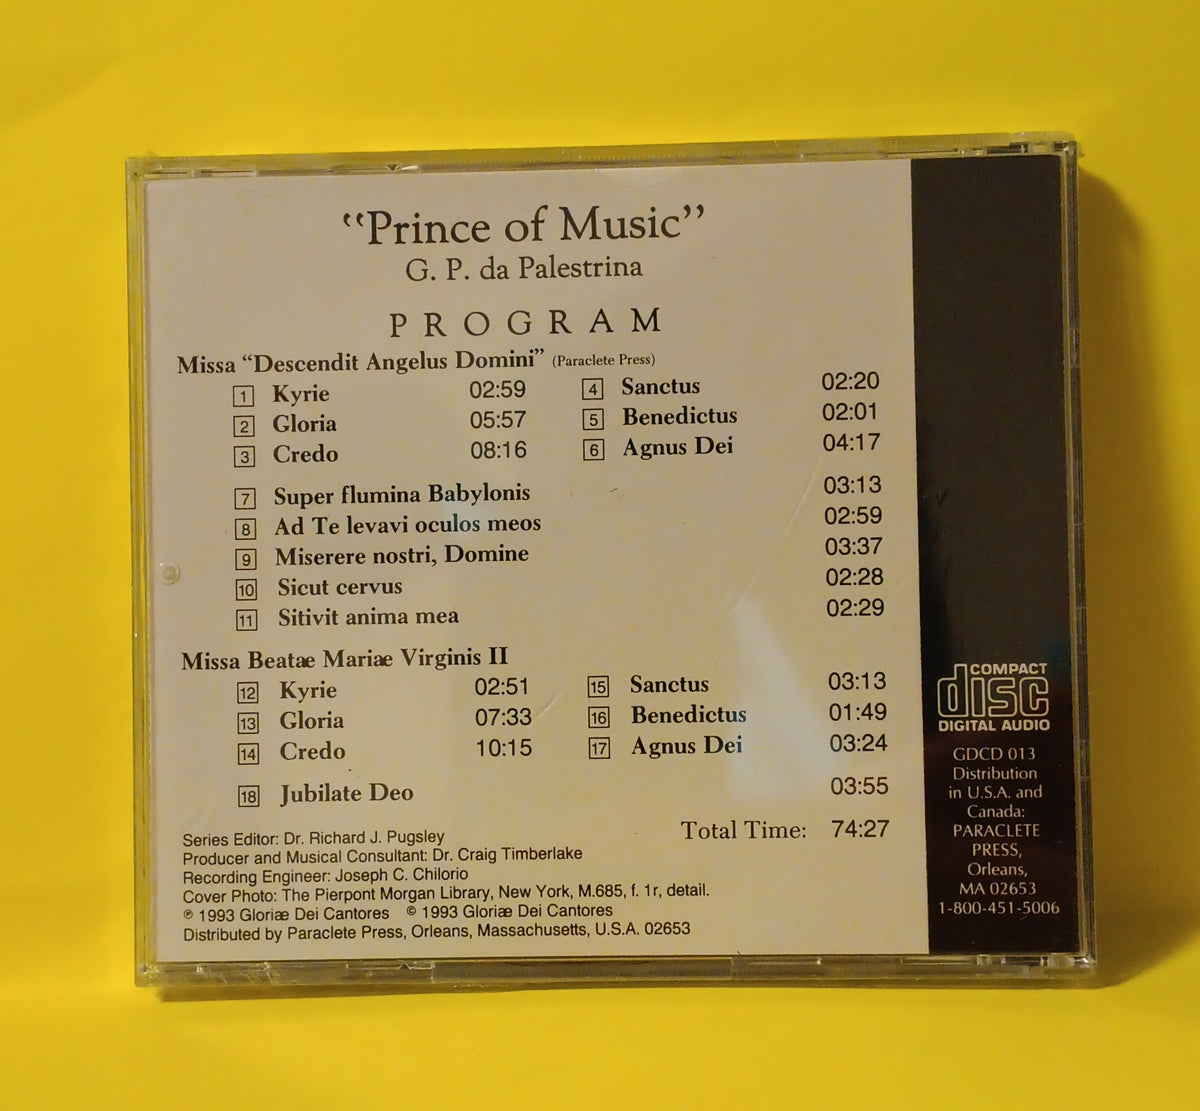 “Prince of Music”
G. P. da Palestrina
PROGRAM
Missa “Descendit Angelus Domini” (Paraclete Press)
1 Kyrie 02:59 4 Sanctus 02:20
2 Gloria 05:57 5 Benedictus 02:01
3 Credo 08:16 6 Agnus Dei 04:17
7 Super flumina Babylonis 03:13
8 Ad Te levavi oculos meos 02:59
9 Miserere nostri, Domine 03:37
10 Sicut cervus 02:28
11 Sitivit anima mea 02:29
Missa Beatæ Mariæ Virginis II
12 Kyrie 02:51 15 Sanctus 03:13
13 Gloria 07:33 16 Benedictus 01:49
14 Credo 10:15 17 Agnus Dei 03:24
18 Jubilate Deo 03:55
Total Time: 74:27
Series Editor: Dr. Richard J. Pugsley
Producer and Musical Consultant: Dr. Craig Timberlake
Recording Engineer: Joseph C. Chilorio
Cover Photo: The Pierpont Morgan Library, New York, M.685, f. 1r, detail.
℗ 1993 Gloriæ Dei Cantores © 1993 Gloriæ Dei Cantores
Distributed by Paraclete Press, Orleans, Massachusetts, U.S.A. 02653
COMPACT
disc
DIGITAL AUDIO
GDCD 013
Distribution
in U.S.A. and
Canada:
PARACLETE
PRESS,
Orleans,
MA 02653
1-800-451-5006